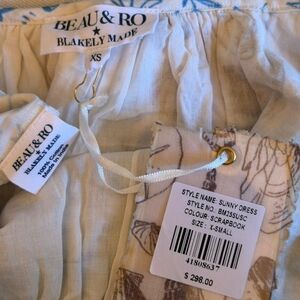 BEAU & RO
★
BLAKELY MADE
XS
BEAU & RO
★
BLAKELY MADE
100% Cotton
Made in India
STYLE NAME: SUNNY DRESS
STYLE NO.: BM25SUSC
COLOUR: SCRAPBOOK
SIZE: X-SMALL
41808637
$ 298.00